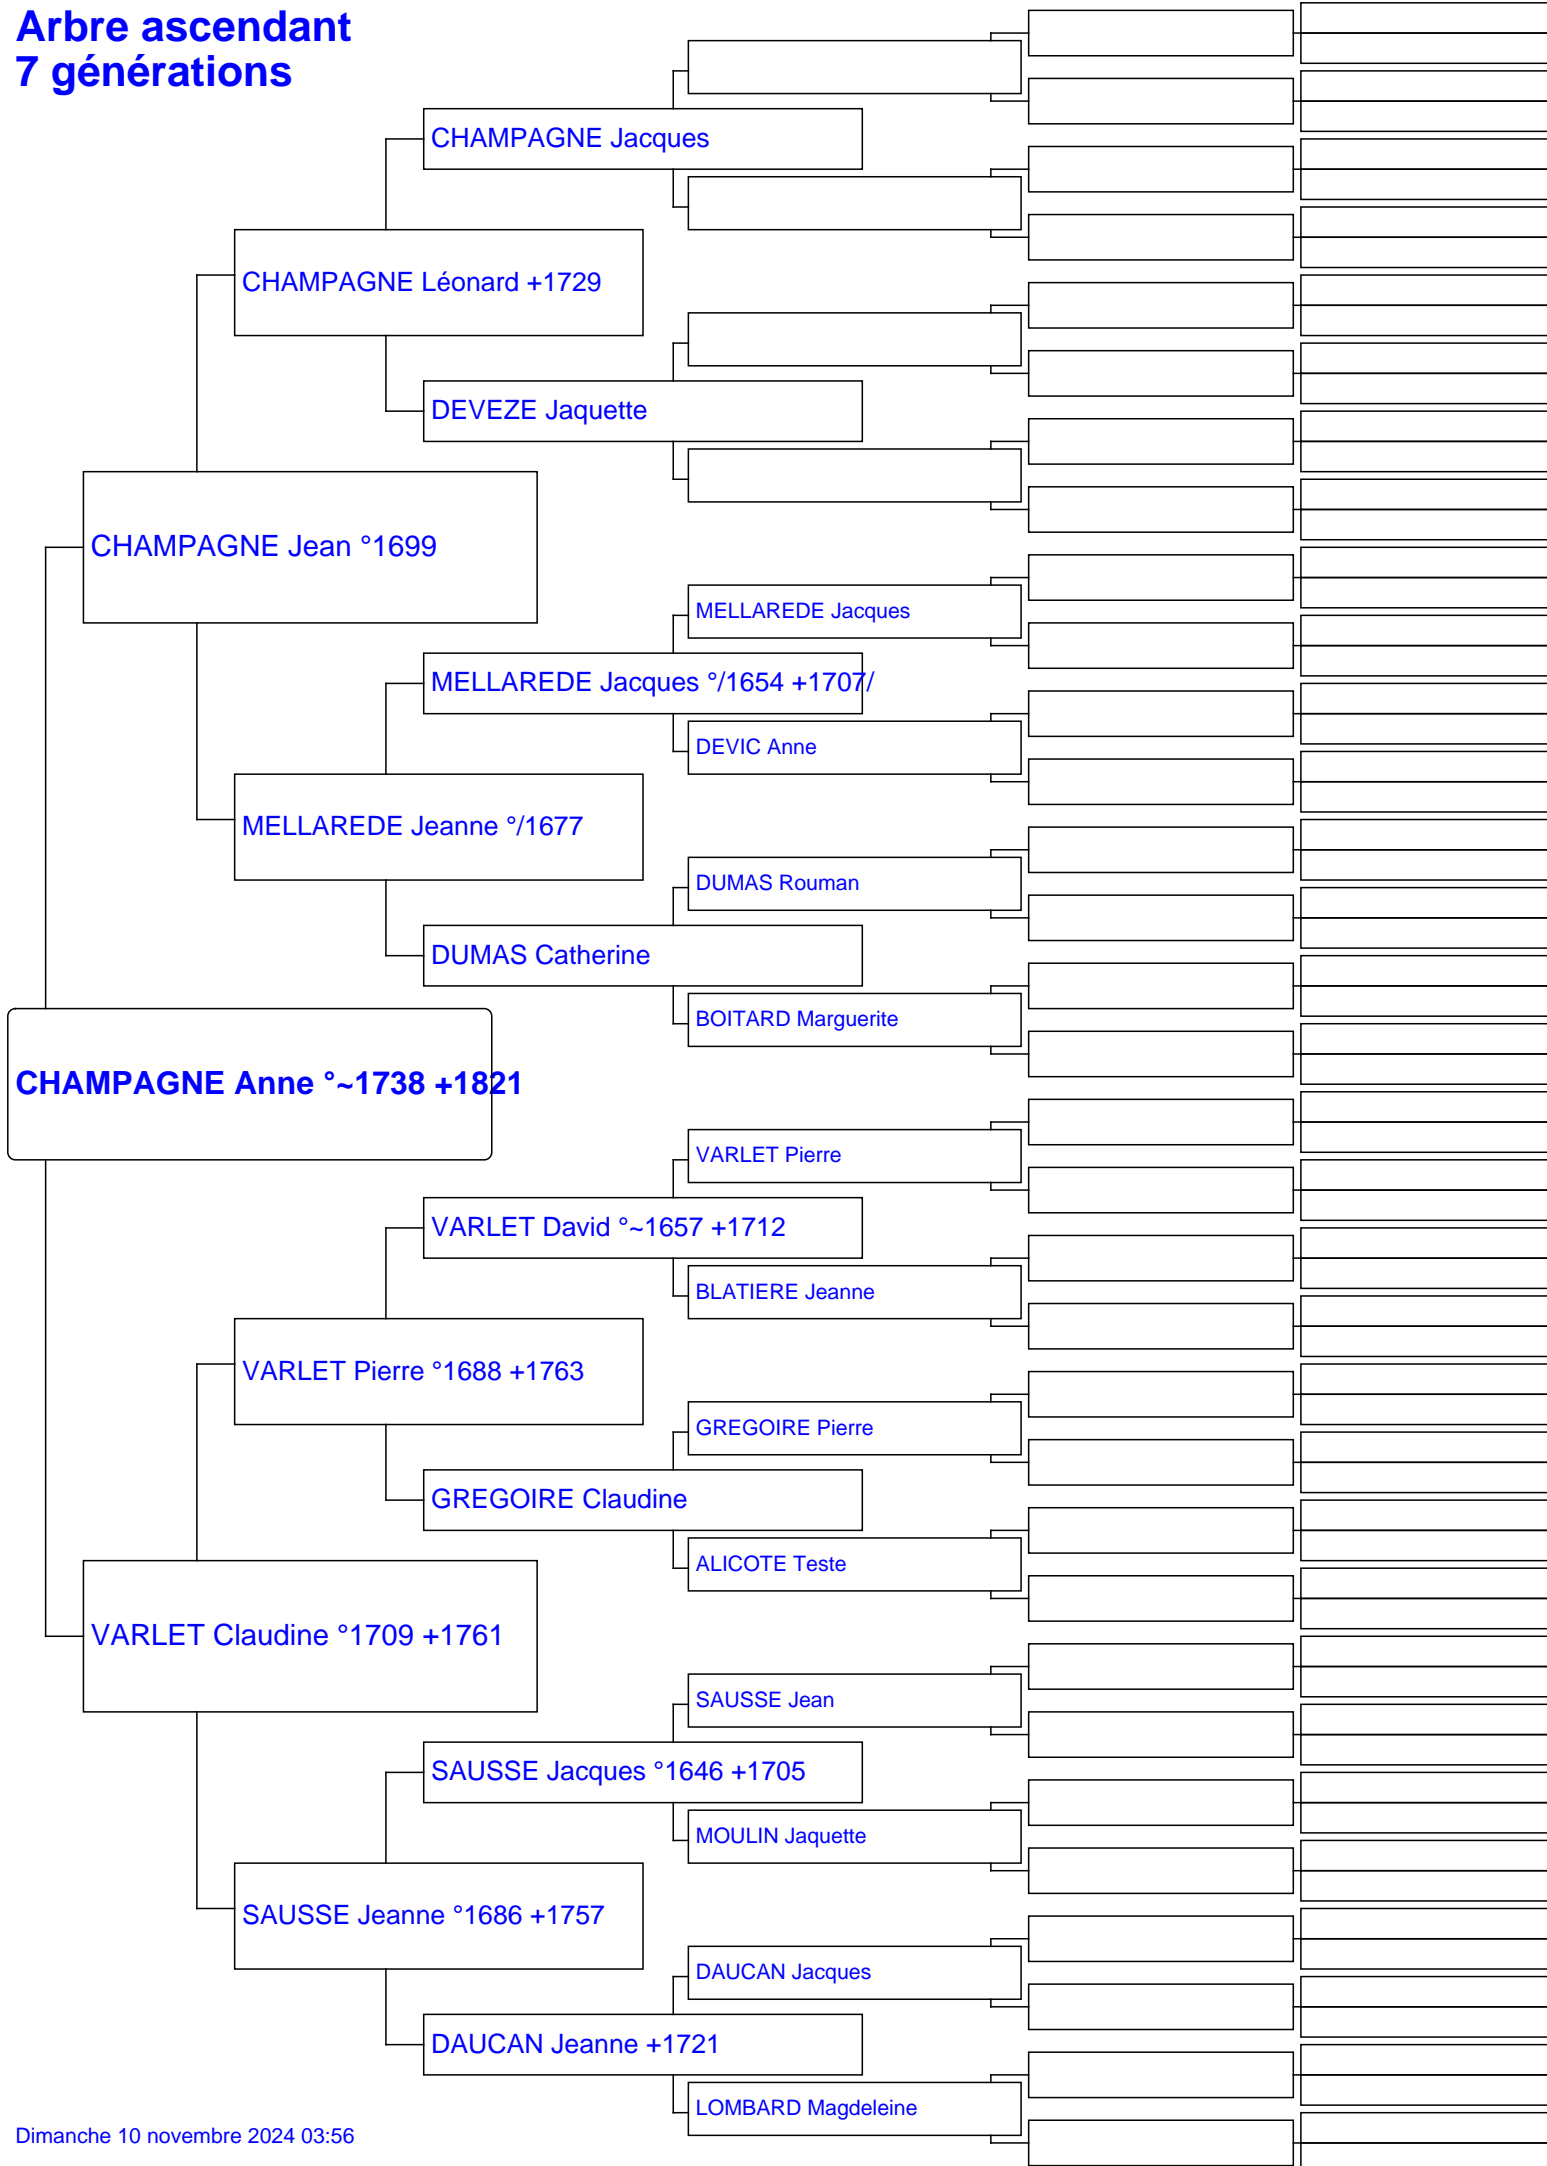 Arbre ascendant
7 générations
CHAMPAGNE Jacques
CHAMPAGNE Léonard +1729
DEVEZE Jaquette
CHAMPAGNE Jean °1699
MELLAREDE Jacques
MELLAREDE Jacques °/1654 +1707/
DEVIC Anne
MELLAREDE Jeanne °/1677
DUMAS Rouman
DUMAS Catherine
BOITARD Marguerite
CHAMPAGNE Anne °~1738 +1821
VARLET Pierre
VARLET David °~1657 +1712
BLATIERE Jeanne
VARLET Pierre °1688 +1763
GREGOIRE Pierre
GREGOIRE Claudine
ALICOTE Teste
VARLET Claudine °1709 +1761
SAUSSE Jean
SAUSSE Jacques °1646 +1705
MOULIN Jaquette
SAUSSE Jeanne °1686 +1757
DAUCAN Jacques
DAUCAN Jeanne +1721
LOMBARD Magdeleine
Dimanche 10 novembre 2024 03:56